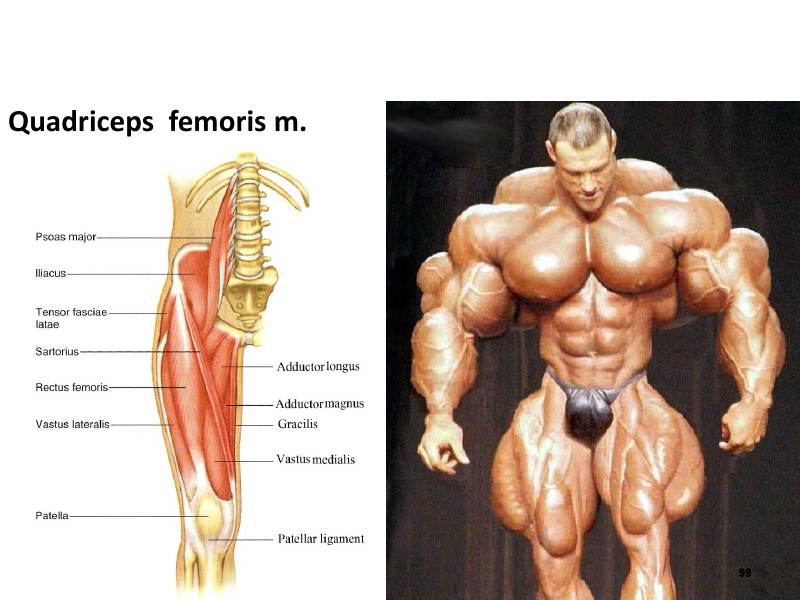 Quadriceps  femoris m.
Psoas major
Iliacus
Tensor fasciae
latae
Sartorius
Rectus femoris
Vastus lateralis
Patella
Adductor longus
Adductor magnus
Gracilis
Vastus medialis
Patellar ligament
99